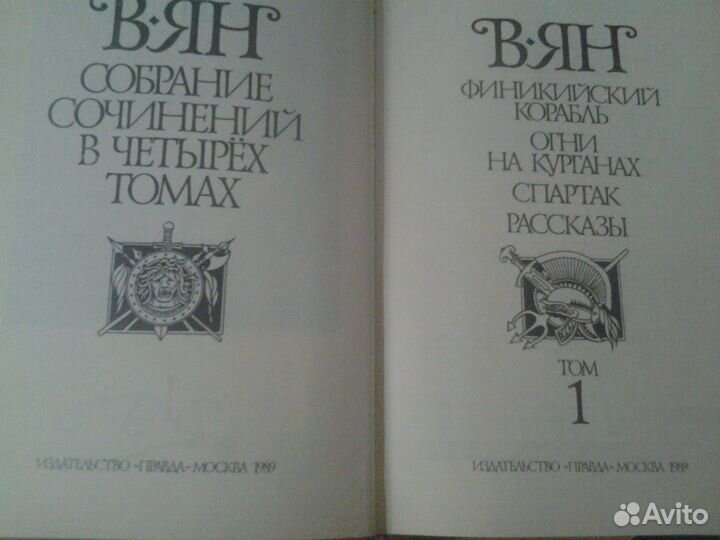 В·ЯН
СОБРАНИЕ
СОЧИНЕНИЙ
В ЧЕТЫРЁХ
ТОМАХ
ИЗДАТЕЛЬСТВО «ПРАВДА» МОСКВА 1989
В·ЯН
ФИНИКИЙСКИЙ
КОРАБЛЬ
ОГНИ
НА КУРГАНАХ
СПАРТАК
РАССКАЗЫ
ТОМ
1
ИЗДАТЕЛЬСТВО «ПРАВДА» МОСКВА 1989
Avito